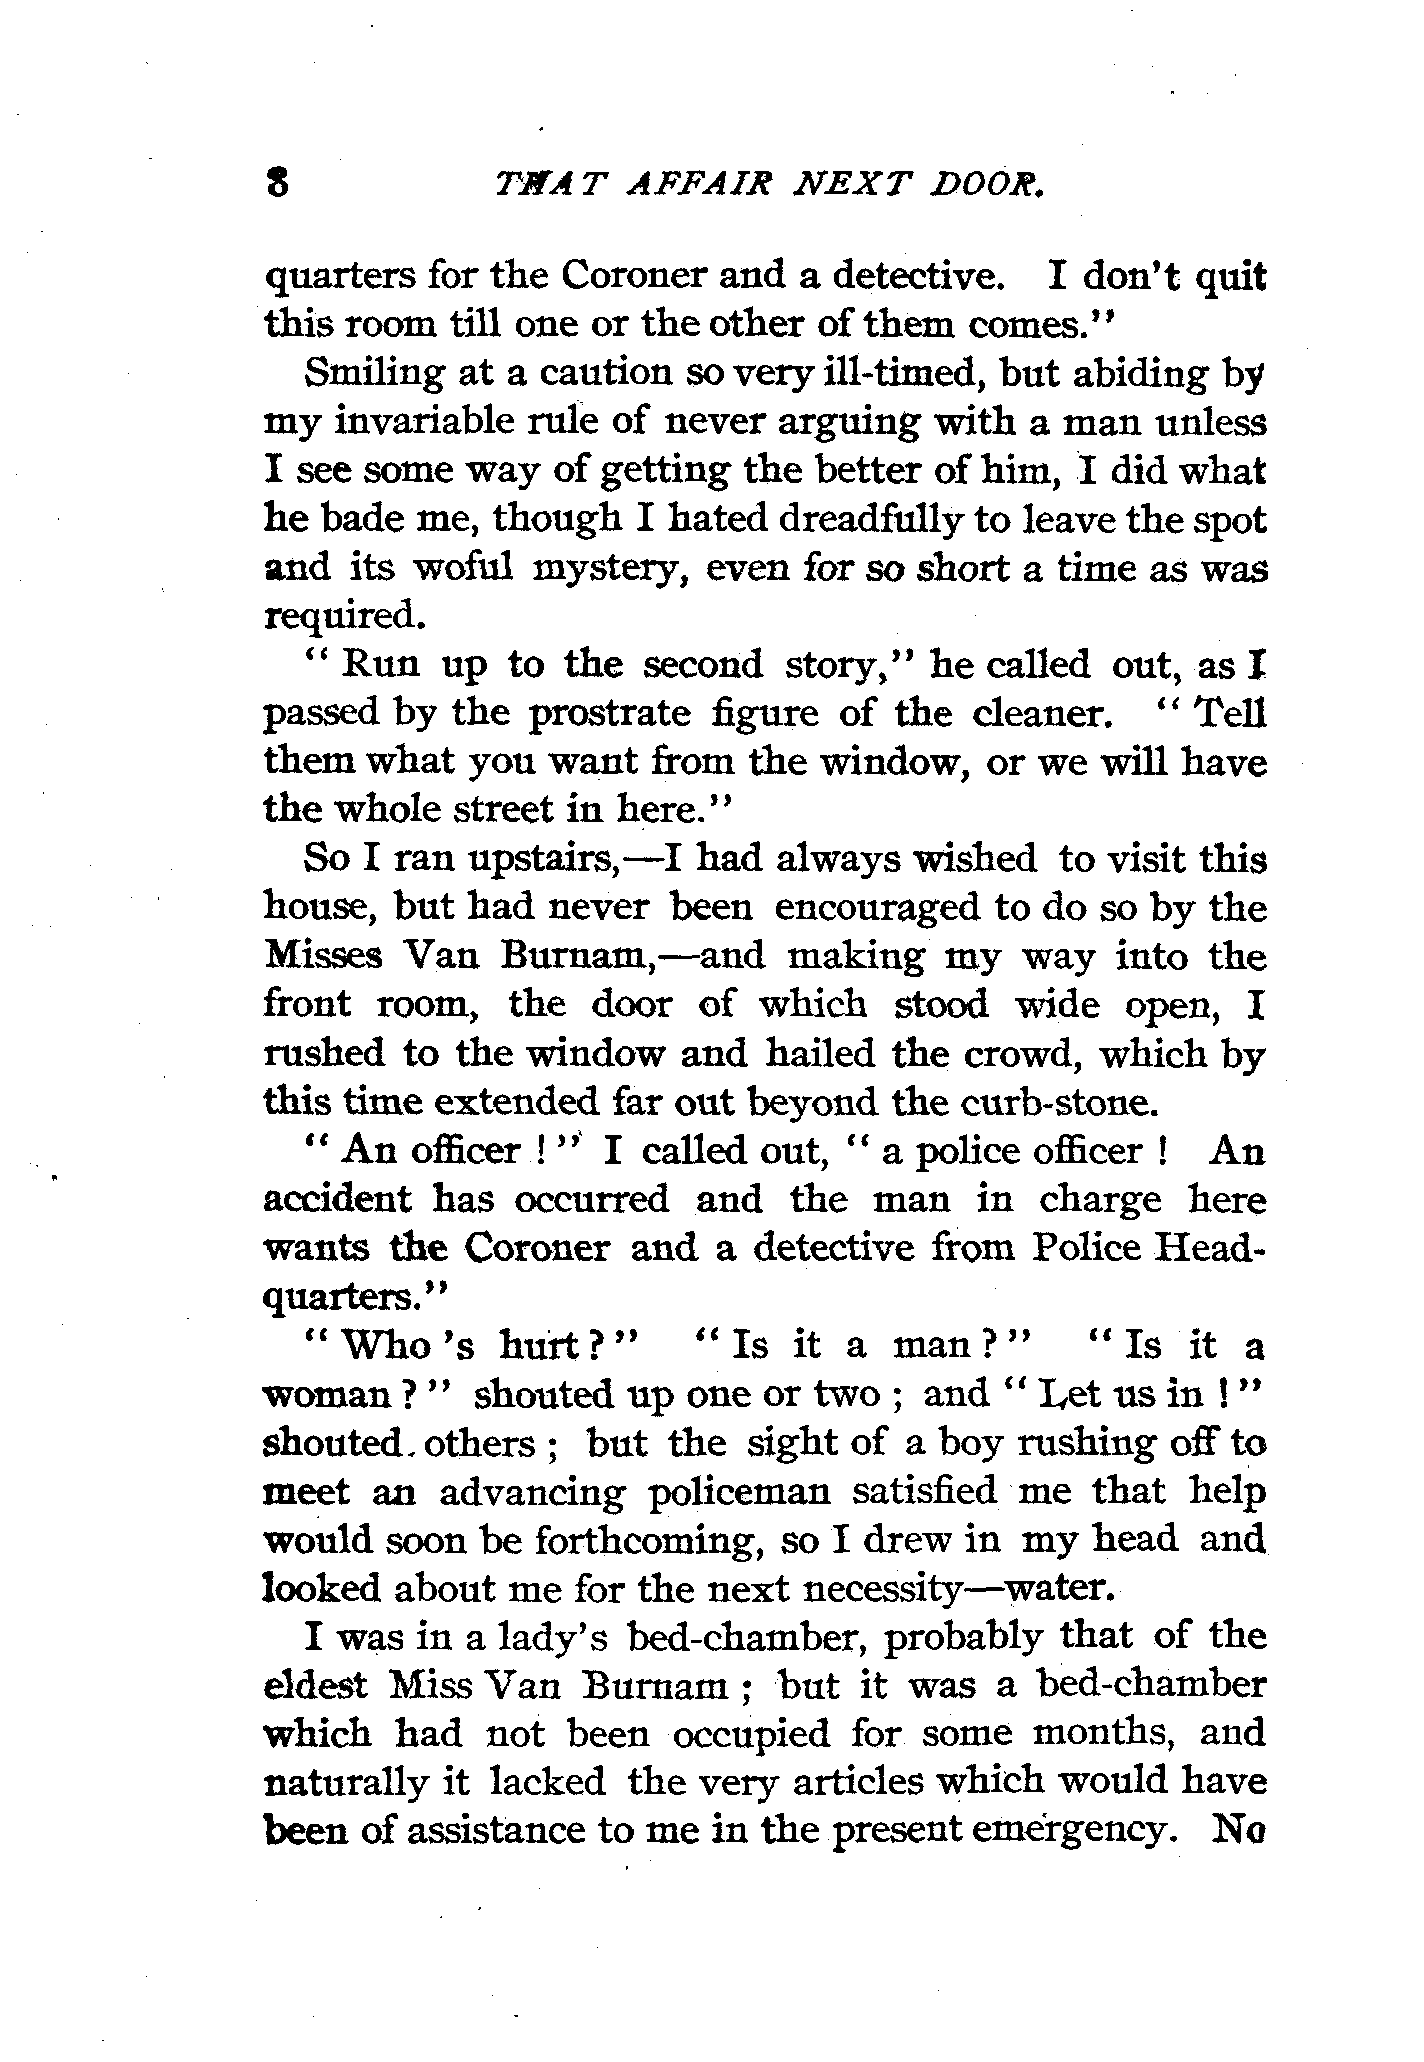 8 THAT AFFAIR NEXT DOOR.
quarters for the Coroner and a detective. I don't quit
this room till one or the other of them comes."
Smiling at a caution so very ill-timed, but abiding by
my invariable rule of never arguing with a man unless
I see some way of getting the better of him, I did what
he bade me, though I hated dreadfully to leave the spot
and its woful mystery, even for so short a time as was
required.
"Run up to the second story," he called out, as I
passed by the prostrate figure of the cleaner. "Tell
them what you want from the window, or we will have
the whole street in here."
So I ran upstairs,—I had always wished to visit this
house, but had never been encouraged to do so by the
Misses Van Burnam,—and making my way into the
front room, the door of which stood wide open, I
rushed to the window and hailed the crowd, which by
this time extended far out beyond the curb-stone.
"An officer!" I called out, "a police officer! An
accident has occurred and the man in charge here
wants the Coroner and a detective from Police Head-
quarters."
"Who's hurt?" "Is it a man?" "Is it a
woman?" shouted up one or two; and "Let us in!"
shouted others; but the sight of a boy rushing off to
meet an advancing policeman satisfied me that help
would soon be forthcoming, so I drew in my head and
looked about me for the next necessity—water.
I was in a lady's bed-chamber, probably that of the
eldest Miss Van Burnam; but it was a bed-chamber
which had not been occupied for some months, and
naturally it lacked the very articles which would have
been of assistance to me in the present emergency. No